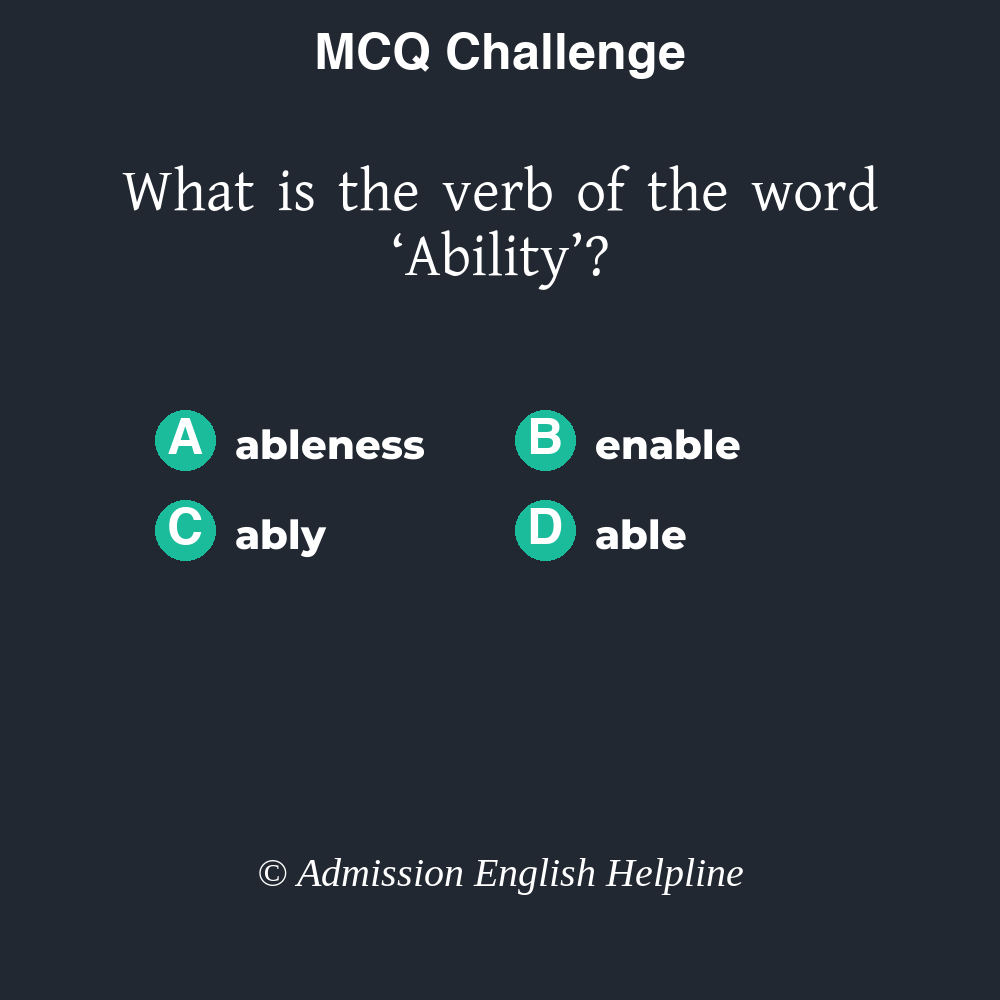 MCQ Challenge
What is the verb of the word
‘Ability’?
A ableness B enable
C ably D able
© Admission English Helpline